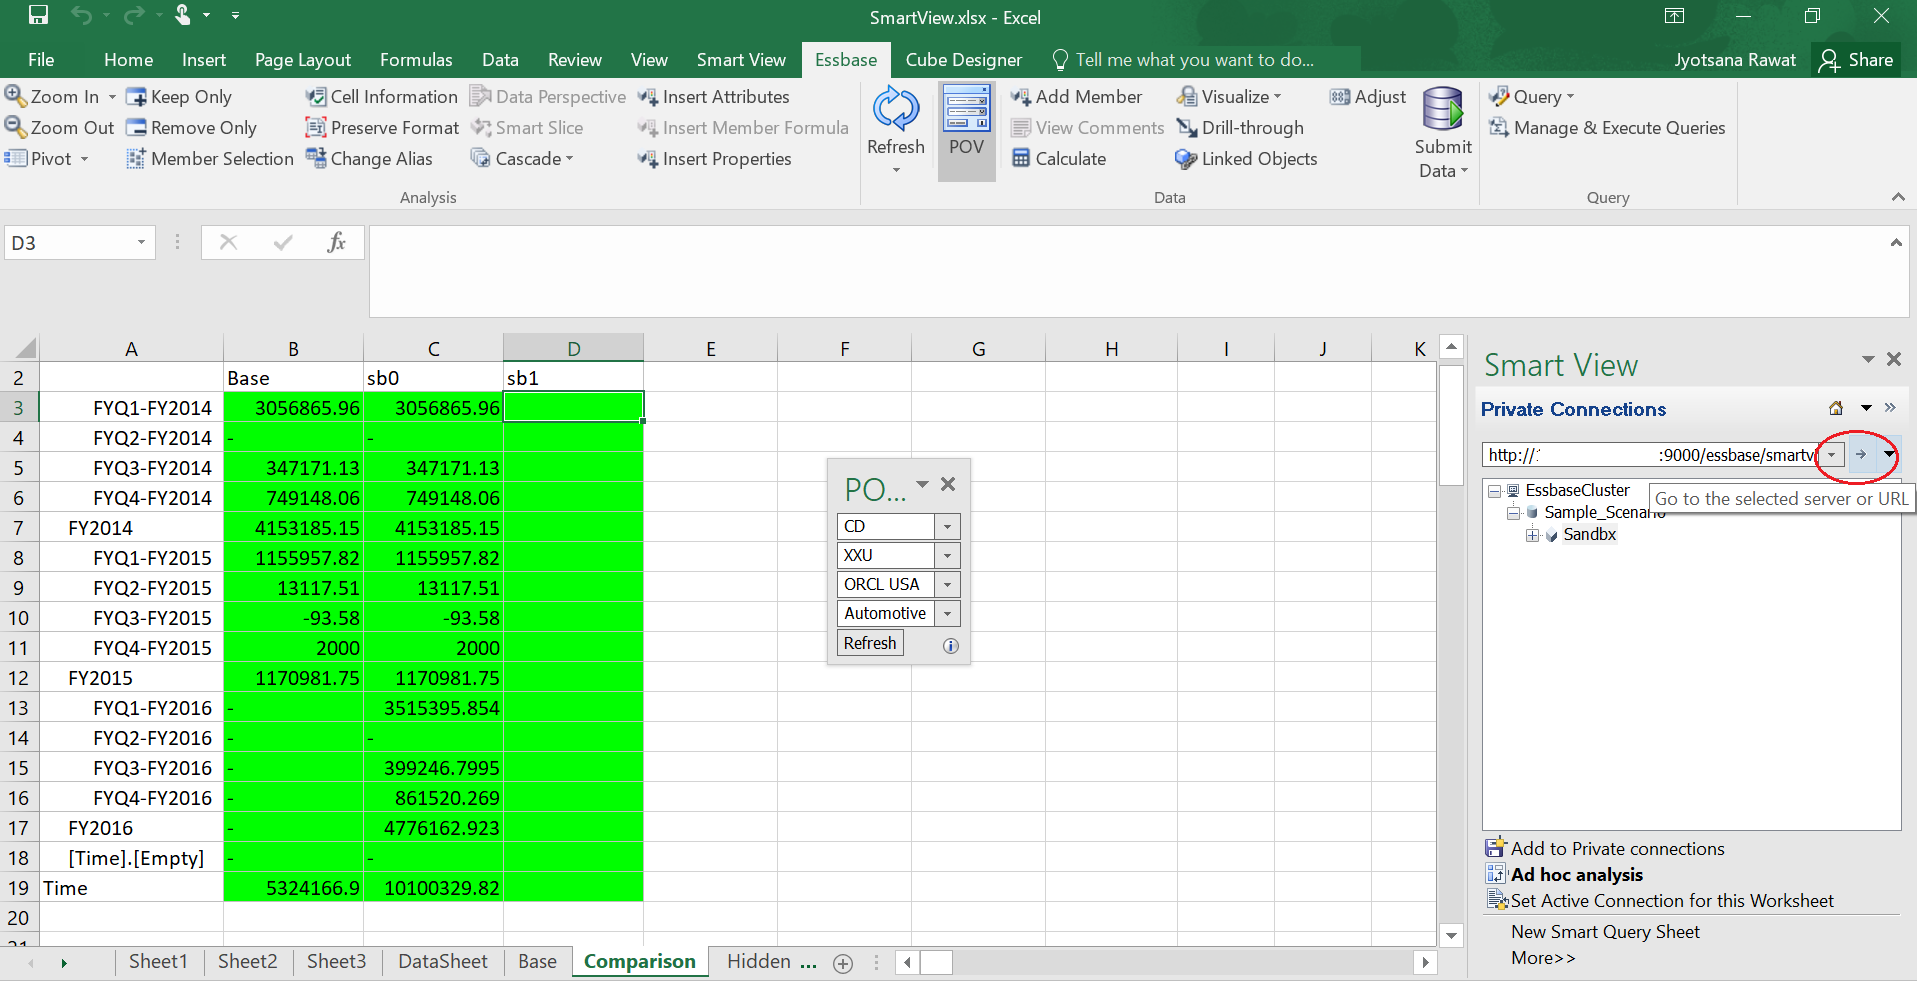 SmartView.xlsx - Excel
File Home Insert Page Layout Formulas Data Review View Smart View Essbase Cube Designer Tell me what you want to do... Jyotsana Rawat Share
Zoom In Keep Only Cell Information Data Perspective Insert Attributes Add Member Visualize Adjust Query
Zoom Out Remove Only Preserve Format Smart Slice Insert Member Formula View Comments Drill-through Manage & Execute Queries
Pivot Member Selection Change Alias Cascade Insert Properties Refresh POV Calculate Linked Objects Submit Data
Analysis Data Query
D3 fx
A B C D E F G H I J K
2 Base sb0 sb1
3 FYQ1-FY2014 3056865.96 3056865.96
4 FYQ2-FY2014 - -
5 FYQ3-FY2014 347171.13 347171.13
6 FYQ4-FY2014 749148.06 749148.06
7 FY2014 4153185.15 4153185.15
8 FYQ1-FY2015 1155957.82 1155957.82
9 FYQ2-FY2015 13117.51 13117.51
10 FYQ3-FY2015 -93.58 -93.58
11 FYQ4-FY2015 2000 2000
12 FY2015 1170981.75 1170981.75
13 FYQ1-FY2016 - 3515395.854
14 FYQ2-FY2016 - -
15 FYQ3-FY2016 - 399246.7995
16 FYQ4-FY2016 - 861520.269
17 FY2016 - 4776162.923
18 [Time].[Empty] - -
19 Time 5324166.9 10100329.82
20
PO...
CD
XXU
ORCL USA
Automotive
Refresh
Smart View
Private Connections
http:// :9000/essbase/smartv
EssbaseCluster
Go to the selected server or URL
Sample_Scenario
Sandbx
Add to Private connections
Ad hoc analysis
Set Active Connection for this Worksheet
New Smart Query Sheet
More>>
Sheet1 Sheet2 Sheet3 DataSheet Base Comparison Hidden ...